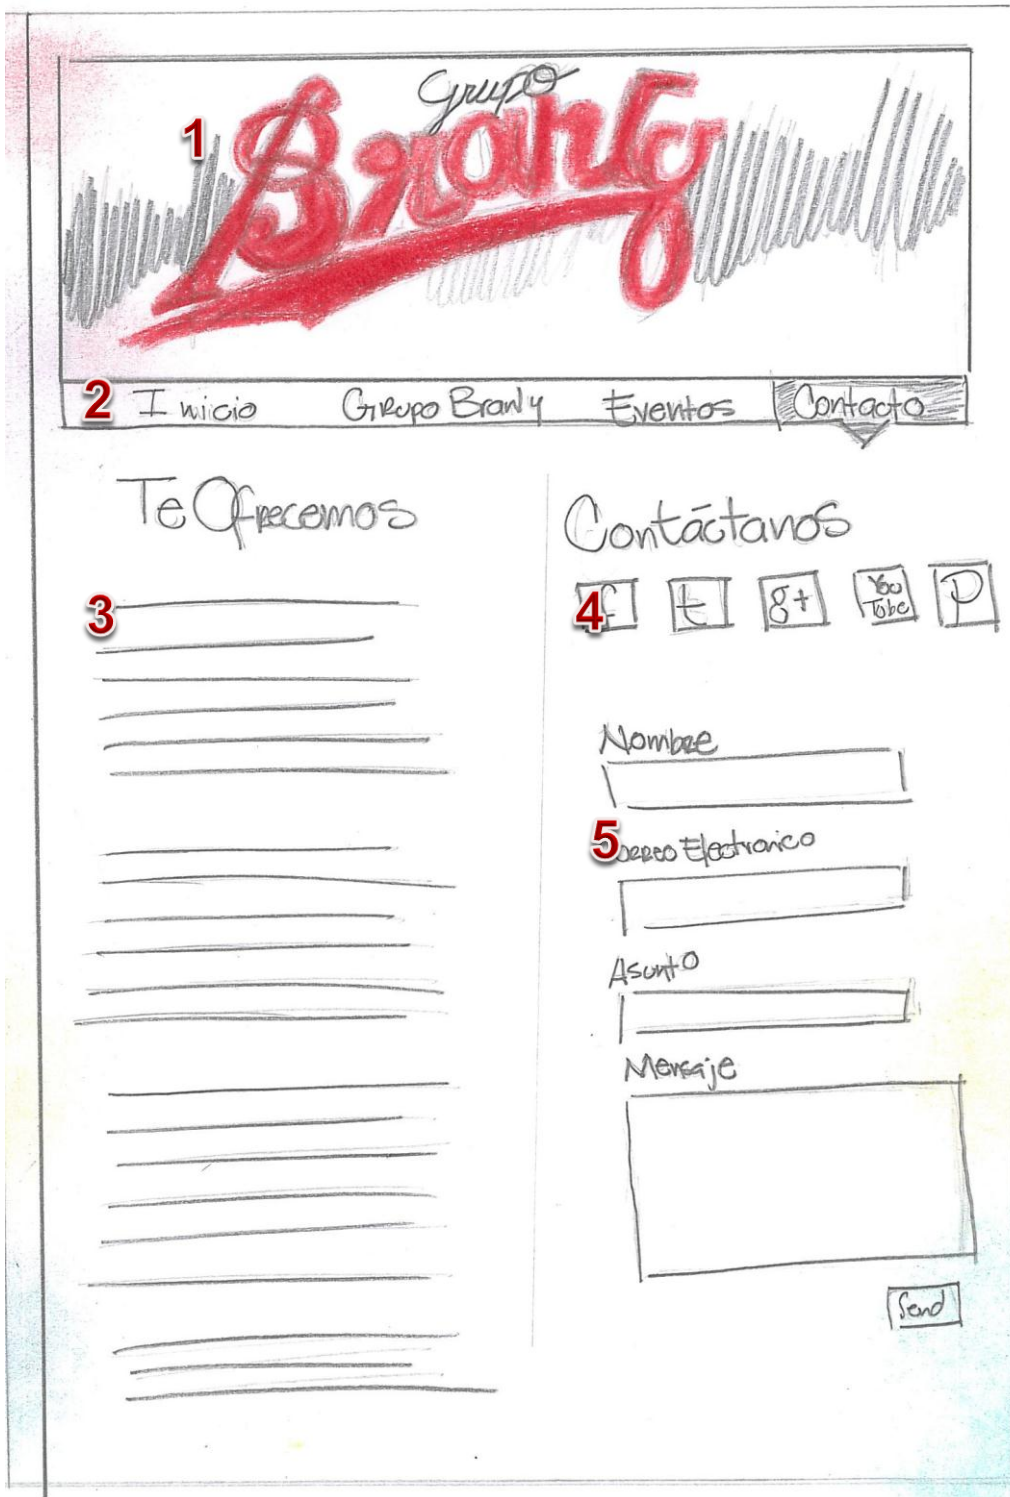 Grupo
Brany
1
2 Inicio Grupo Brany Eventos Contacto
Te Ofrecemos
Contáctanos
3
4 f t g+ You Tube P
Nombre
5 Correo Electronico
Asunto
Mensaje
Send